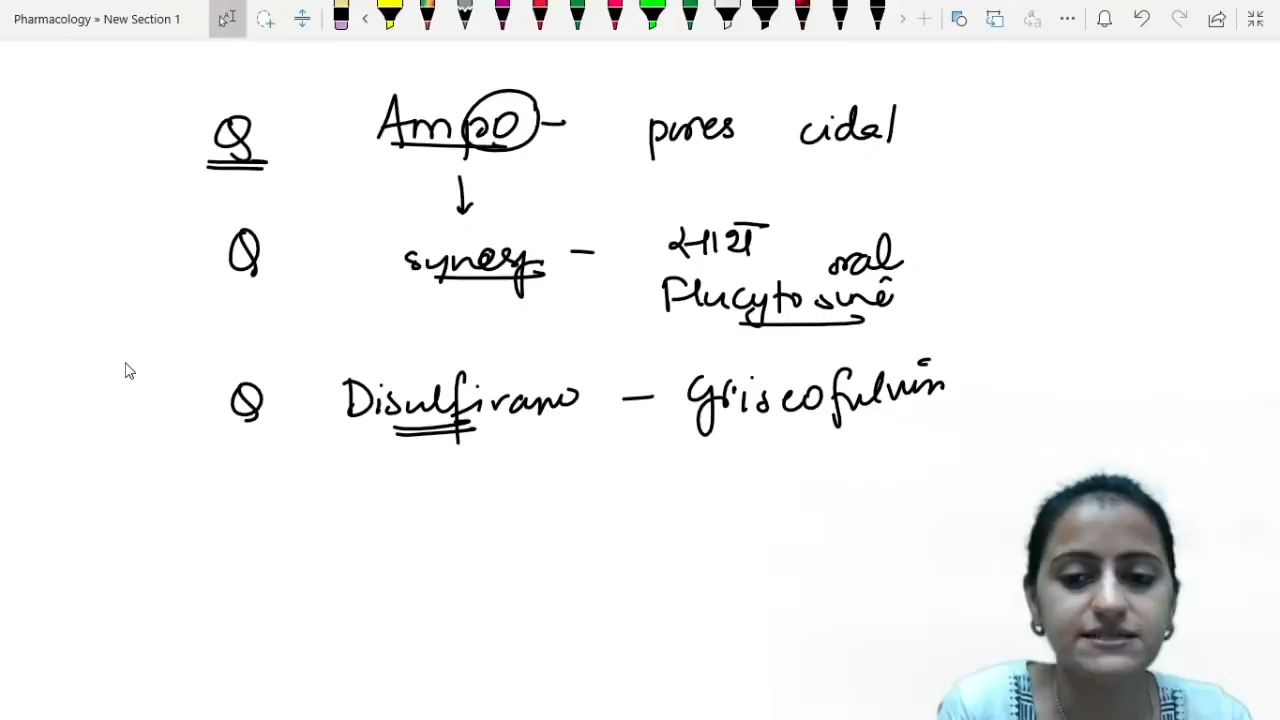 Pharmacology » New Section 1
Q Ampo - pores cidal
Q synerg. - साथ oral
Flucytosine
Q Disulfiram - Griseofulvin